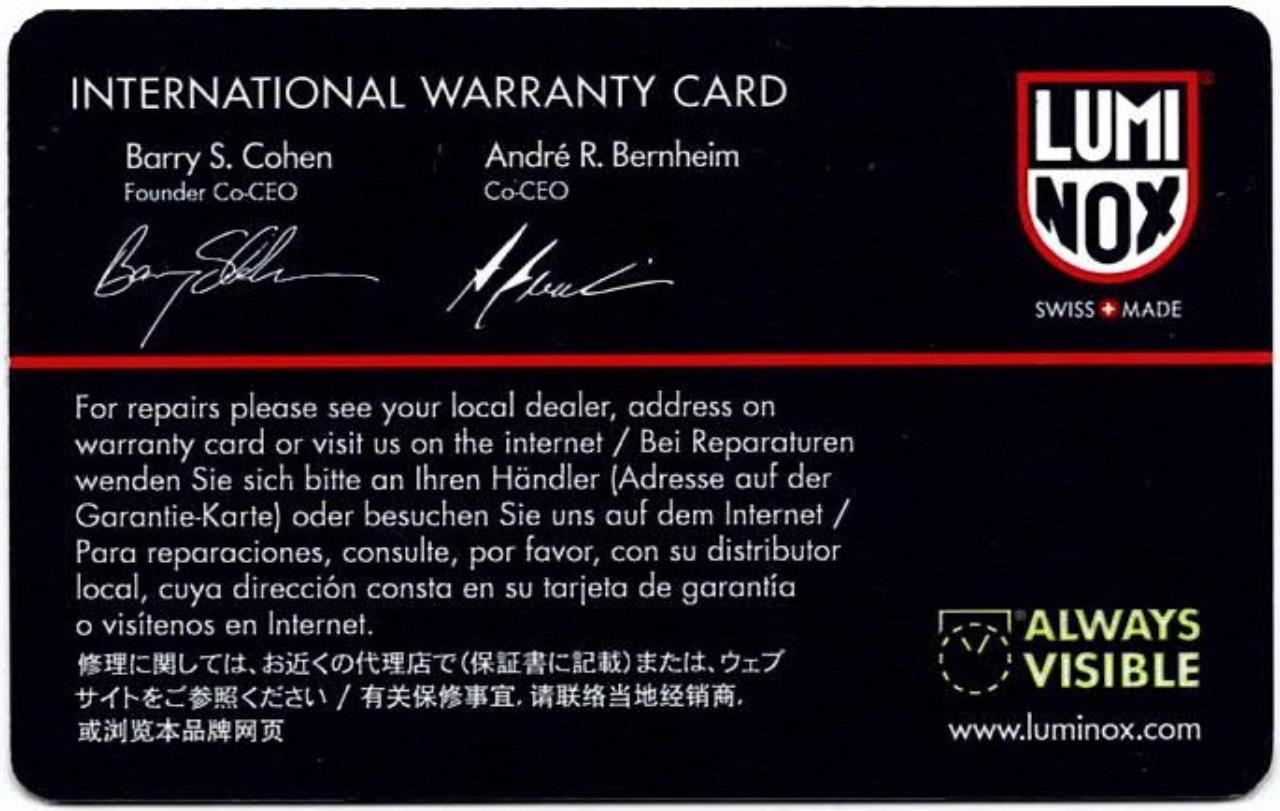 INTERNATIONAL WARRANTY CARD
Barry S. Cohen
Founder Co-CEO
André R. Bernheim
Co-CEO
LUMI
NOX
®
SWISS MADE
For repairs please see your local dealer, address on
warranty card or visit us on the internet / Bei Reparaturen
wenden Sie sich bitte an Ihren Händler (Adresse auf der
Garantie-Karte) oder besuchen Sie uns auf dem Internet /
Para reparaciones, consulte, por favor, con su distributor
local, cuya dirección consta en su tarjeta de garantía
o visítenos en Internet.
修理に関しては、お近くの代理店で(保証書に記載)または、ウェブ
サイトをご参照ください / 有关保修事宜, 请联络当地经销商,
或浏览本品牌网页
® ALWAYS
VISIBLE
www.luminox.com